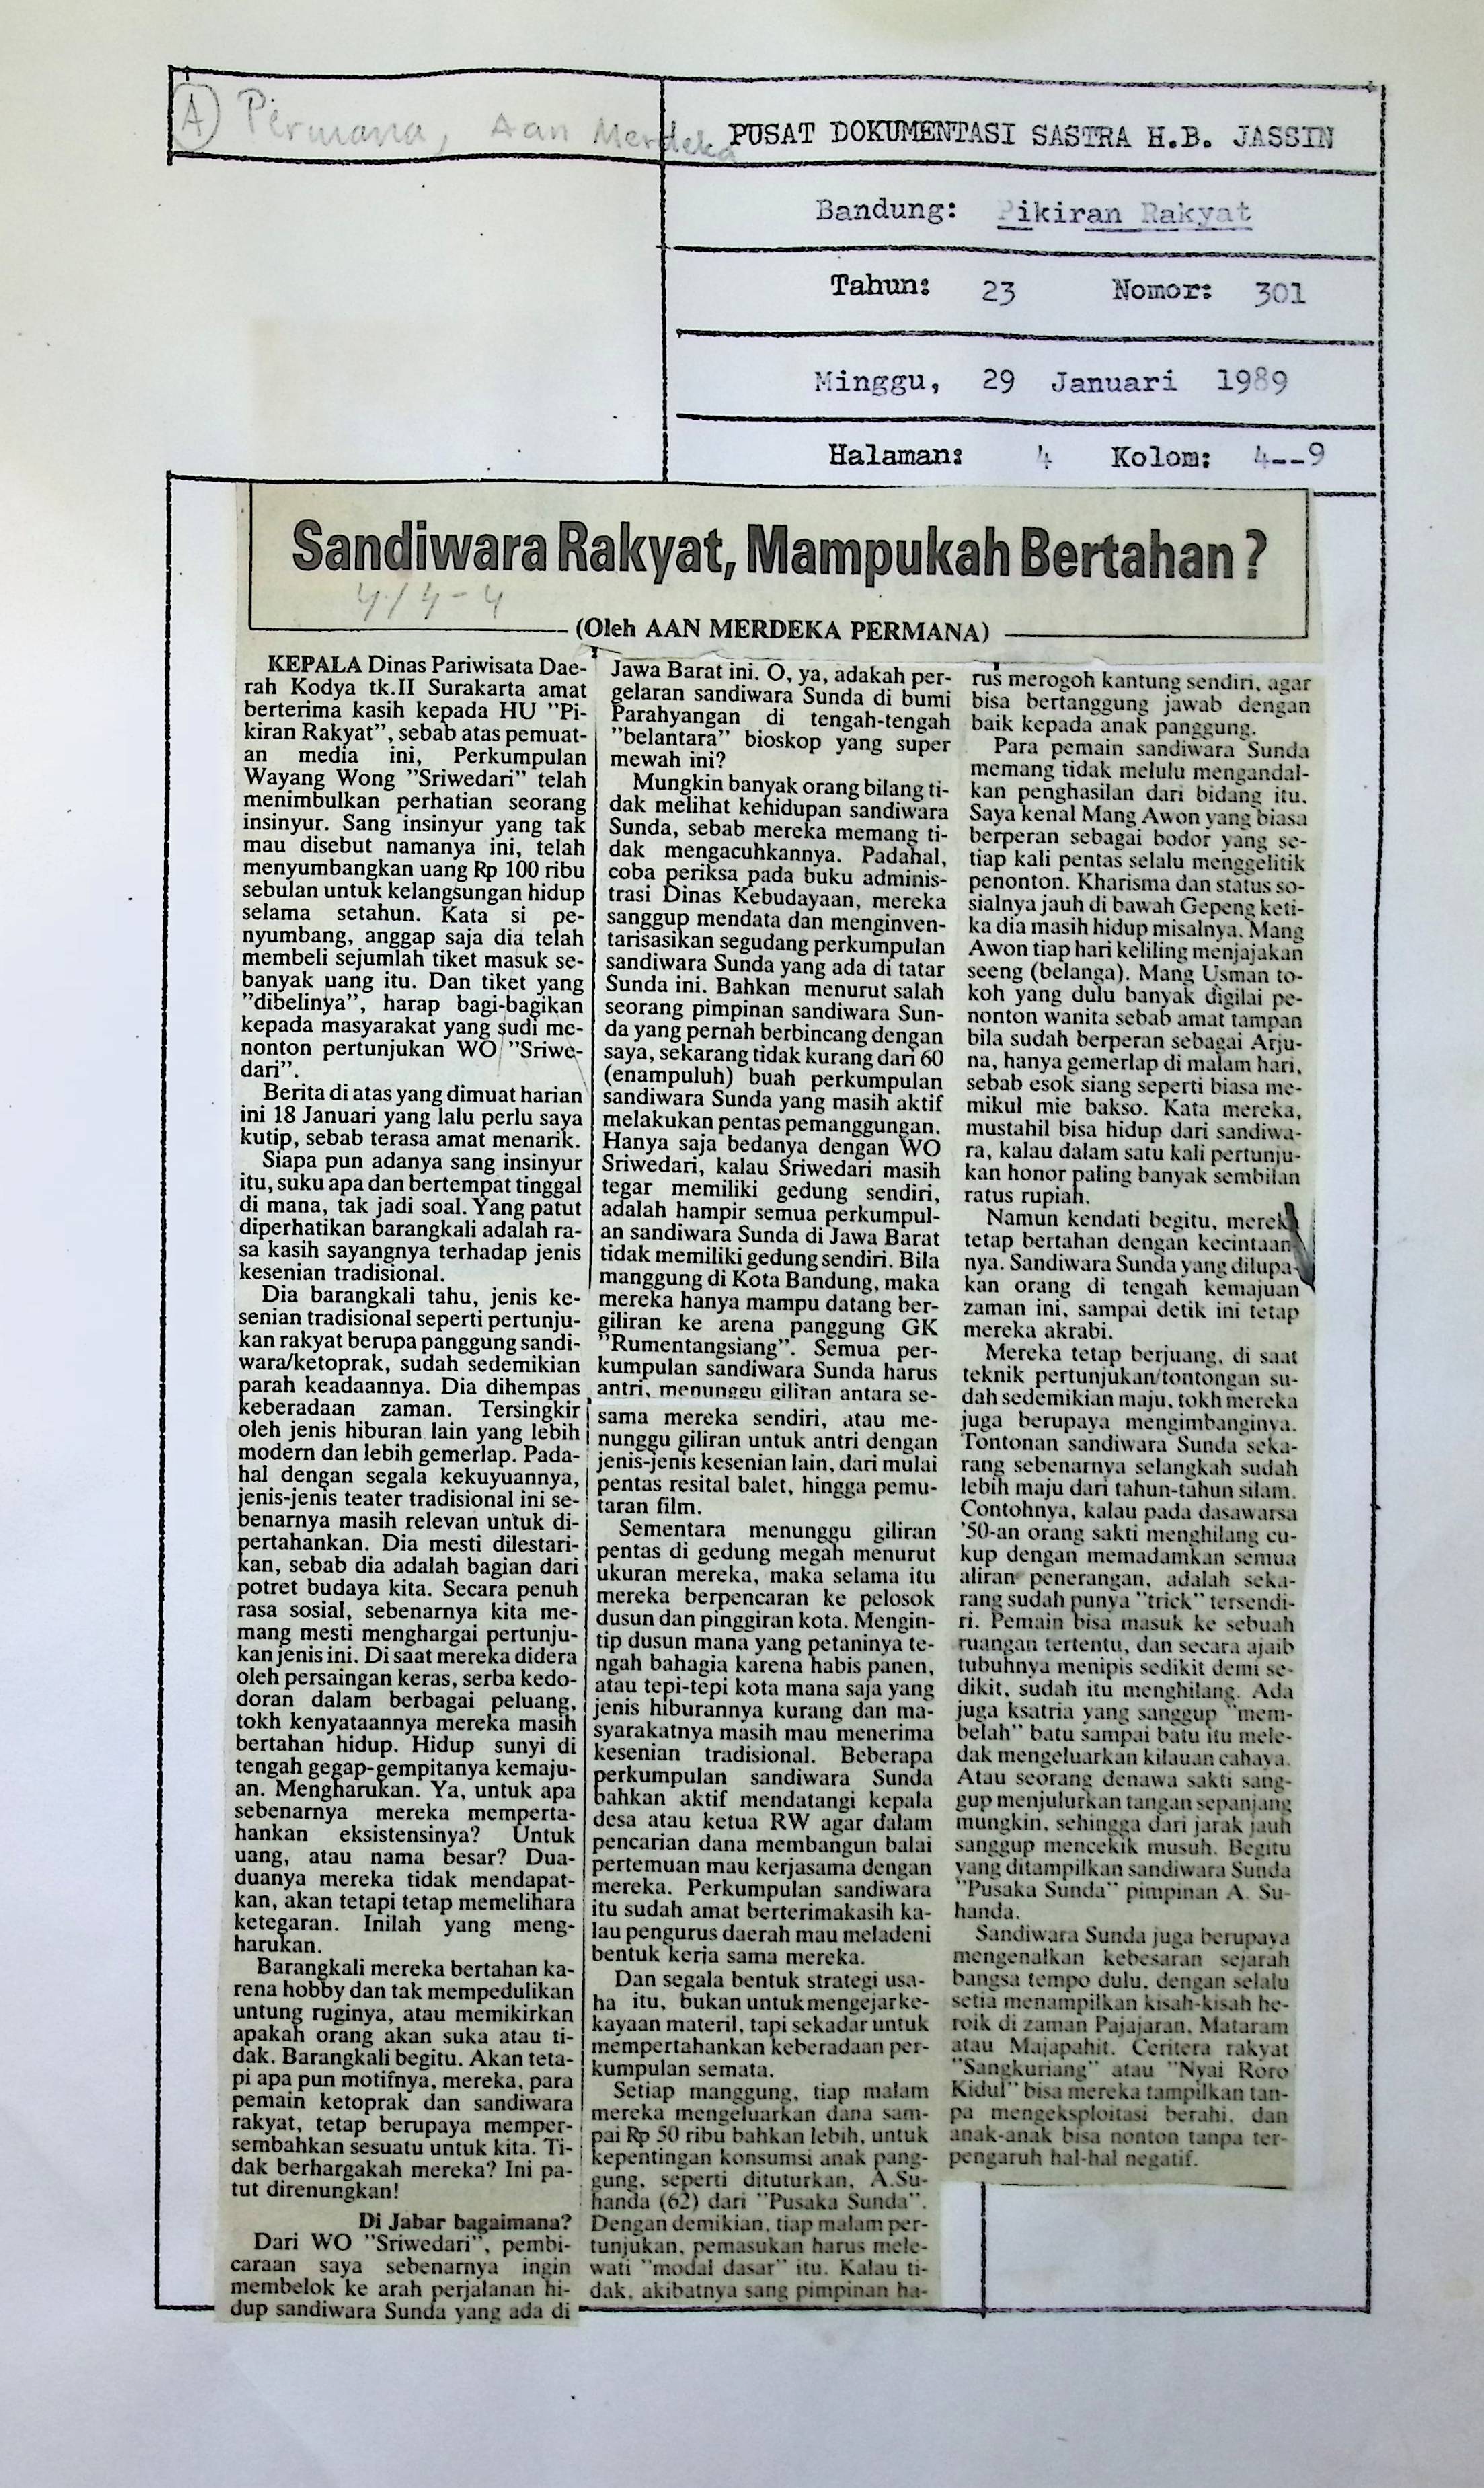 A Permana, Aan Merdeka
PUSAT DOKUMENTASI SASTRA H.B. JASSIN
Bandung: Pikiran Rakyat
Tahun: 23 Nomor: 301
Minggu, 29 Januari 1989
Halaman: 4 Kolom: 4--9
Sandiwara Rakyat, Mampukah Bertahan ?
4/4-4
(Oleh AAN MERDEKA PERMANA)
KEPALA Dinas Pariwisata Dae-
rah Kodya tk.II Surakarta amat
berterima kasih kepada HU "Pi-
kiran Rakyat", sebab atas pemuat-
an media ini, Perkumpulan
Wayang Wong "Sriwedari" telah
menimbulkan perhatian seorang
insinyur. Sang insinyur yang tak
mau disebut namanya ini, telah
menyumbangkan uang Rp 100 ribu
sebulan untuk kelangsungan hidup
selama setahun. Kata si pe-
nyumbang, anggap saja dia telah
membeli sejumlah tiket masuk se-
banyak uang itu. Dan tiket yang
"dibelinya", harap bagi-bagikan
kepada masyarakat yang sudi me-
nonton pertunjukan WO "Sriwe-
dari".
Berita di atas yang dimuat harian
ini 18 Januari yang lalu perlu saya
kutip, sebab terasa amat menarik.
Siapa pun adanya sang insinyur
itu, suku apa dan bertempat tinggal
di mana, tak jadi soal. Yang patut
diperhatikan barangkali adalah ra-
sa kasih sayangnya terhadap jenis
kesenian tradisional.
Dia barangkali tahu, jenis ke-
senian tradisional seperti pertunju-
kan rakyat berupa panggung sandi-
wara/ketoprak, sudah sedemikian
parah keadaannya. Dia dihempas
keberadaan zaman. Tersingkir
oleh jenis hiburan lain yang lebih
modern dan lebih gemerlap. Pada-
hal dengan segala kekuyuannya,
jenis-jenis teater tradisional ini se-
benarnya masih relevan untuk di-
pertahankan. Dia mesti dilestari-
kan, sebab dia adalah bagian dari
potret budaya kita. Secara penuh
rasa sosial, sebenarnya kita me-
mang mesti menghargai pertunju-
kan jenis ini. Di saat mereka didera
oleh persaingan keras, serba kedo-
doran dalam berbagai peluang,
tokh kenyataannya mereka masih
bertahan hidup. Hidup sunyi di
tengah gegap-gempitanya kemaju-
an. Mengharukan. Ya, untuk apa
sebenarnya mereka memperta-
hankan eksistensinya? Untuk
uang, atau nama besar? Dua-
duanya mereka tidak mendapat-
kan, akan tetapi tetap memelihara
ketegaran. Inilah yang meng-
harukan.
Barangkali mereka bertahan ka-
rena hobby dan tak mempedulikan
untung ruginya, atau memikirkan
apakah orang akan suka atau ti-
dak. Barangkali begitu. Akan teta-
pi apa pun motifnya, mereka, para
pemain ketoprak dan sandiwara
rakyat, tetap berupaya memper-
sembahkan sesuatu untuk kita. Ti-
dak berhargakah mereka? Ini pa-
tut direnungkan!
Di Jabar bagaimana?
Dari WO "Sriwedari", pembi-
caraan saya sebenarnya ingin
membelok ke arah perjalanan hi-
dup sandiwara Sunda yang ada di
Jawa Barat ini. O, ya, adakah per-
gelaran sandiwara Sunda di bumi
Parahyangan di tengah-tengah
"belantara" bioskop yang super
mewah ini?
Mungkin banyak orang bilang ti-
dak melihat kehidupan sandiwara
Sunda, sebab mereka memang ti-
dak mengacuhkannya. Padahal,
coba periksa pada buku adminis-
trasi Dinas Kebudayaan, mereka
sanggup mendata dan menginven-
tarisasikan segudang perkumpulan
sandiwara Sunda yang ada di tatar
Sunda ini. Bahkan menurut salah
seorang pimpinan sandiwara Sun-
da yang pernah berbincang dengan
saya, sekarang tidak kurang dari 60
(enampuluh) buah perkumpulan
sandiwara Sunda yang masih aktif
melakukan pentas pemanggungan.
Hanya saja bedanya dengan WO
Sriwedari, kalau Sriwedari masih
tegar memiliki gedung sendiri,
adalah hampir semua perkumpul-
an sandiwara Sunda di Jawa Barat
tidak memiliki gedung sendiri. Bila
manggung di Kota Bandung, maka
mereka hanya mampu datang ber-
giliran ke arena panggung GK
"Rumentangsiang". Semua per-
kumpulan sandiwara Sunda harus
antri, menunggu giliran antara se-
sama mereka sendiri, atau me-
nunggu giliran untuk antri dengan
jenis-jenis kesenian lain, dari mulai
pentas resital balet, hingga pemu-
taran film.
Sementara menunggu giliran
pentas di gedung megah menurut
ukuran mereka, maka selama itu
mereka berpencaran ke pelosok
dusun dan pinggiran kota. Mengin-
tip dusun mana yang petaninya te-
ngah bahagia karena habis panen,
atau tepi-tepi kota mana saja yang
jenis hiburannya kurang dan ma-
syarakatnya masih mau menerima
kesenian tradisional. Beberapa
perkumpulan sandiwara Sunda
bahkan aktif mendatangi kepala
desa atau ketua RW agar dalam
pencarian dana membangun balai
pertemuan mau kerjasama dengan
mereka. Perkumpulan sandiwara
itu sudah amat berterimakasih ka-
lau pengurus daerah mau meladeni
bentuk kerja sama mereka.
Dan segala bentuk strategi usa-
ha itu, bukan untuk mengejar ke-
kayaan materil, tapi sekadar untuk
mempertahankan keberadaan per-
kumpulan semata.
Setiap manggung, tiap malam
mereka mengeluarkan dana sam-
pai Rp 50 ribu bahkan lebih, untuk
kepentingan konsumsi anak pang-
gung, seperti dituturkan, A.Su-
handa (62) dari "Pusaka Sunda".
Dengan demikian, tiap malam per-
tunjukan, pemasukan harus mele-
wati "modal dasar" itu. Kalau ti-
dak, akibatnya sang pimpinan ha-
rus merogoh kantung sendiri, agar
bisa bertanggung jawab dengan
baik kepada anak panggung.
Para pemain sandiwara Sunda
memang tidak melulu mengandal-
kan penghasilan dari bidang itu.
Saya kenal Mang Awon yang biasa
berperan sebagai bodor yang se-
tiap kali pentas selalu menggelitik
penonton. Kharisma dan status so-
sialnya jauh di bawah Gepeng keti-
ka dia masih hidup misalnya. Mang
Awon tiap hari keliling menjajakan
seeng (belanga). Mang Usman to-
koh yang dulu banyak digilai pe-
nonton wanita sebab amat tampan
bila sudah berperan sebagai Arju-
na, hanya gemerlap di malam hari,
sebab esok siang seperti biasa me-
mikul mie bakso. Kata mereka,
mustahil bisa hidup dari sandiwa-
ra, kalau dalam satu kali pertunju-
kan honor paling banyak sembilan
ratus rupiah.
Namun kendati begitu, mereka
tetap bertahan dengan kecintaan-
nya. Sandiwara Sunda yang dilupa-
kan orang di tengah kemajuan
zaman ini, sampai detik ini tetap
mereka akrabi.
Mereka tetap berjuang, di saat
teknik pertunjukan/tontongan su-
dah sedemikian maju, tokh mereka
juga berupaya mengimbanginya.
Tontonan sandiwara Sunda seka-
rang sebenarnya selangkah sudah
lebih maju dari tahun-tahun silam.
Contohnya, kalau pada dasawarsa
'50-an orang sakti menghilang cu-
kup dengan memadamkan semua
aliran penerangan, adalah seka-
rang sudah punya "trick" tersendi-
ri. Pemain bisa masuk ke sebuah
ruangan tertentu, dan secara ajaib
tubuhnya menipis sedikit demi se-
dikit, sudah itu menghilang. Ada
juga ksatria yang sanggup "mem-
belah" batu sampai batu itu mele-
dak mengeluarkan kilauan cahaya.
Atau seorang denawa sakti sang-
gup menjulurkan tangan sepanjang
mungkin, sehingga dari jarak jauh
sanggup mencekik musuh. Begitu
yang ditampilkan sandiwara Sunda
"Pusaka Sunda" pimpinan A. Su-
handa.
Sandiwara Sunda juga berupaya
mengenalkan kebesaran sejarah
bangsa tempo dulu, dengan selalu
setia menampilkan kisah-kisah he-
roik di zaman Pajajaran, Mataram
atau Majapahit. Ceritera rakyat
"Sangkuriang" atau "Nyai Roro
Kidul" bisa mereka tampilkan tan-
pa mengeksploitasi berahi, dan
anak-anak bisa nonton tanpa ter-
pengaruh hal-hal negatif.